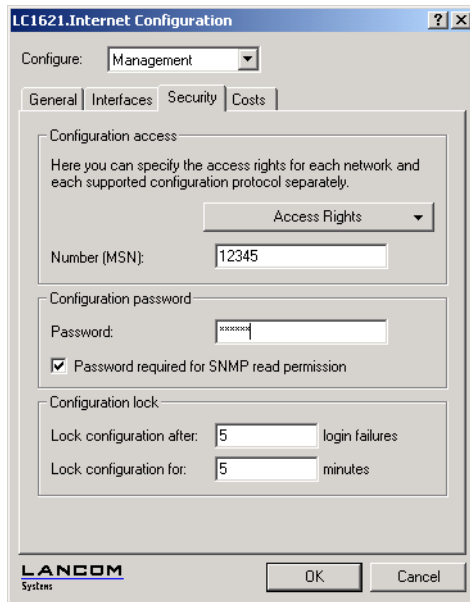 LC1621.Internet Configuration
Configure: Management
General Interfaces Security Costs
Configuration access
Here you can specify the access rights for each network and
each supported configuration protocol separately.
Access Rights
Number (MSN): 12345
Configuration password
Password: ******
Password required for SNMP read permission
Configuration lock
Lock configuration after: 5 login failures
Lock configuration for: 5 minutes
LANCOM
Systems
OK Cancel